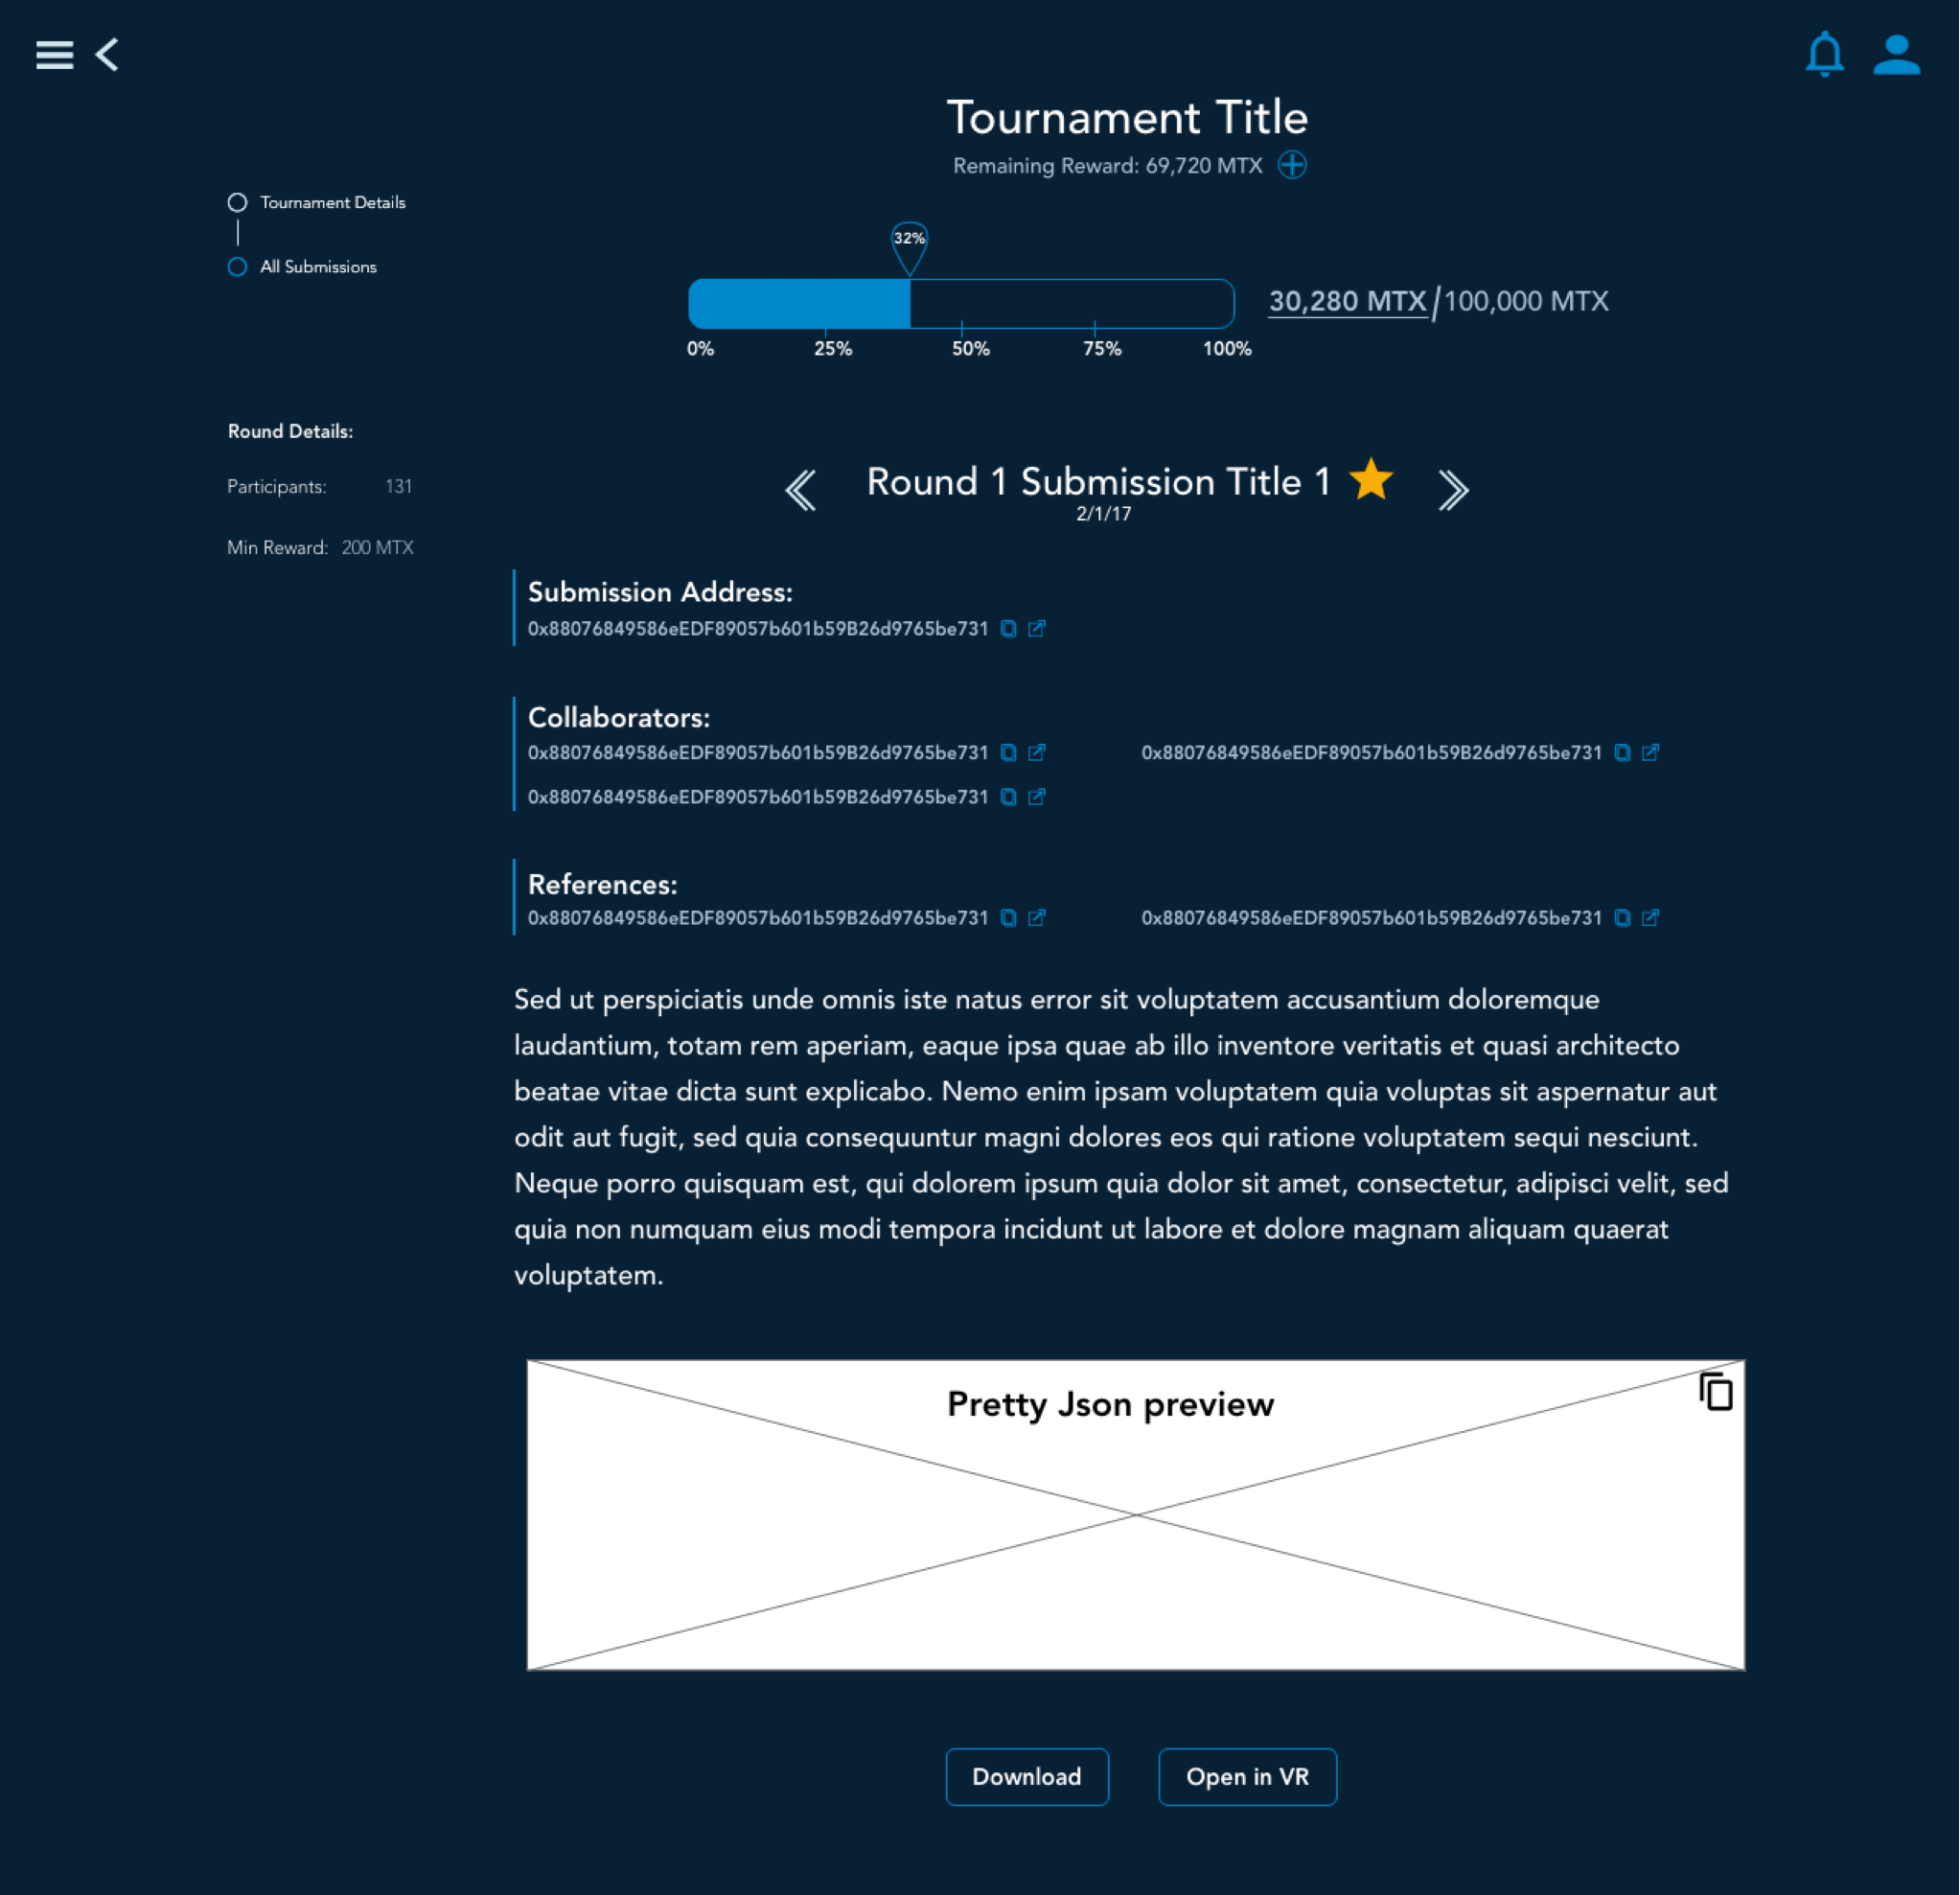 Tournament Title
Remaining Reward: 69,720 MTX
Tournament Details
All Submissions
32%
30,280 MTX/100,000 MTX
0% 25% 50% 75% 100%
Round Details:
Participants: 131
Min Reward: 200 MTX
Round 1 Submission Title 1
2/1/17
Submission Address:
0x88076849586eEDF89057b601b59B26d9765be731
Collaborators:
0x88076849586eEDF89057b601b59B26d9765be731 0x88076849586eEDF89057b601b59B26d9765be731
0x88076849586eEDF89057b601b59B26d9765be731
References:
0x88076849586eEDF89057b601b59B26d9765be731 0x88076849586eEDF89057b601b59B26d9765be731
Sed ut perspiciatis unde omnis iste natus error sit voluptatem accusantium doloremque
laudantium, totam rem aperiam, eaque ipsa quae ab illo inventore veritatis et quasi architecto
beatae vitae dicta sunt explicabo. Nemo enim ipsam voluptatem quia voluptas sit aspernatur aut
odit aut fugit, sed quia consequuntur magni dolores eos qui ratione voluptatem sequi nesciunt.
Neque porro quisquam est, qui dolorem ipsum quia dolor sit amet, consectetur, adipisci velit, sed
quia non numquam eius modi tempora incidunt ut labore et dolore magnam aliquam quaerat
voluptatem.
Pretty Json preview
Download
Open in VR